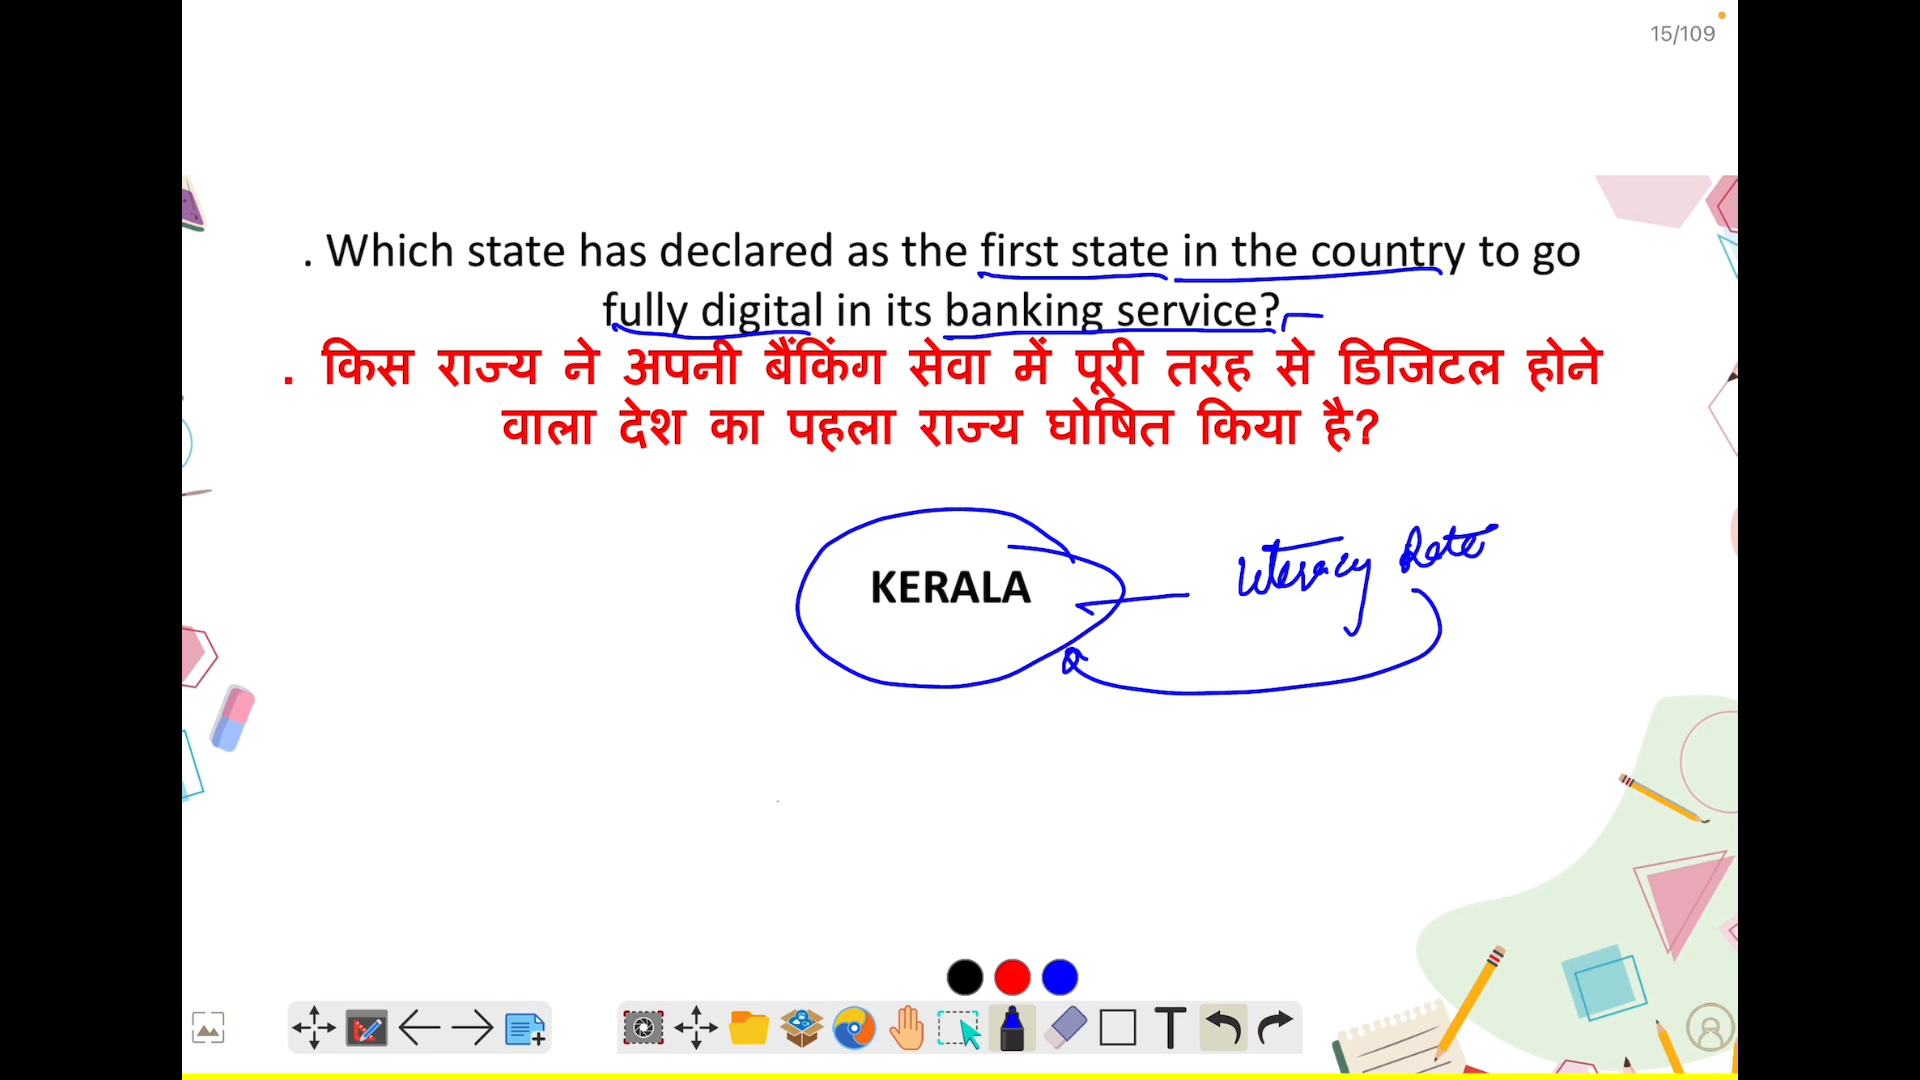 15/109
. Which state has declared as the first state in the country to go
fully digital in its banking service?
. किस राज्य ने अपनी बैंकिंग सेवा में पूरी तरह से डिजिटल होने
वाला देश का पहला राज्य घोषित किया है?
KERALA
Literacy Rate
T